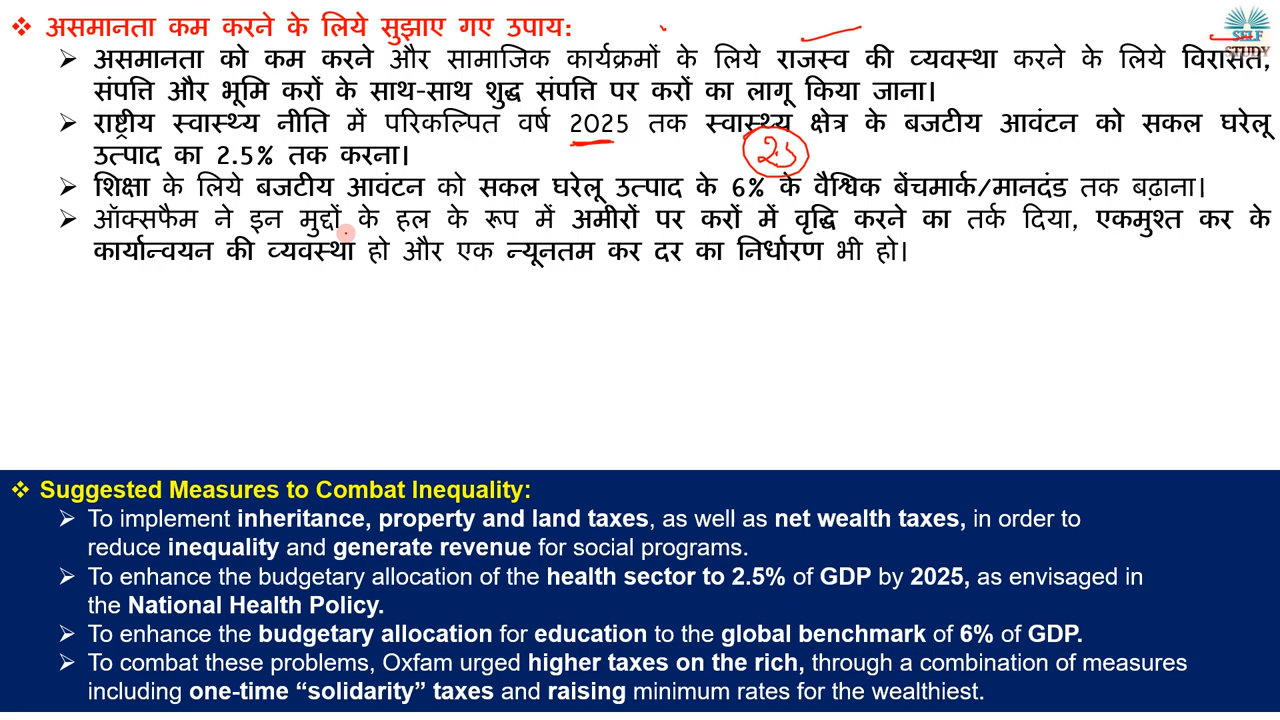 ❖ असमानता कम करने के लिये सुझाए गए उपाय:
SELF
STUDY
➢ असमानता को कम करने और सामाजिक कार्यक्रमों के लिये राजस्व की व्यवस्था करने के लिये विरासत,
संपत्ति और भूमि करों के साथ-साथ शुद्ध संपत्ति पर करों का लागू किया जाना।
➢ राष्ट्रीय स्वास्थ्य नीति में परिकल्पित वर्ष 2025 तक स्वास्थ्य क्षेत्र के बजटीय आवंटन को सकल घरेलू
उत्पाद का 2.5% तक करना।
➢ शिक्षा के लिये बजटीय आवंटन को सकल घरेलू उत्पाद के 6% के वैश्विक बेंचमार्क/मानदंड तक बढ़ाना।
➢ ऑक्सफैम ने इन मुद्दों के हल के रूप में अमीरों पर करों में वृद्धि करने का तर्क दिया, एकमुश्त कर के
कार्यान्वयन की व्यवस्था हो और एक न्यूनतम कर दर का निर्धारण भी हो।
❖ Suggested Measures to Combat Inequality:
➢ To implement inheritance, property and land taxes, as well as net wealth taxes, in order to
reduce inequality and generate revenue for social programs.
➢ To enhance the budgetary allocation of the health sector to 2.5% of GDP by 2025, as envisaged in
the National Health Policy.
➢ To enhance the budgetary allocation for education to the global benchmark of 6% of GDP.
➢ To combat these problems, Oxfam urged higher taxes on the rich, through a combination of measures
including one-time “solidarity” taxes and raising minimum rates for the wealthiest.